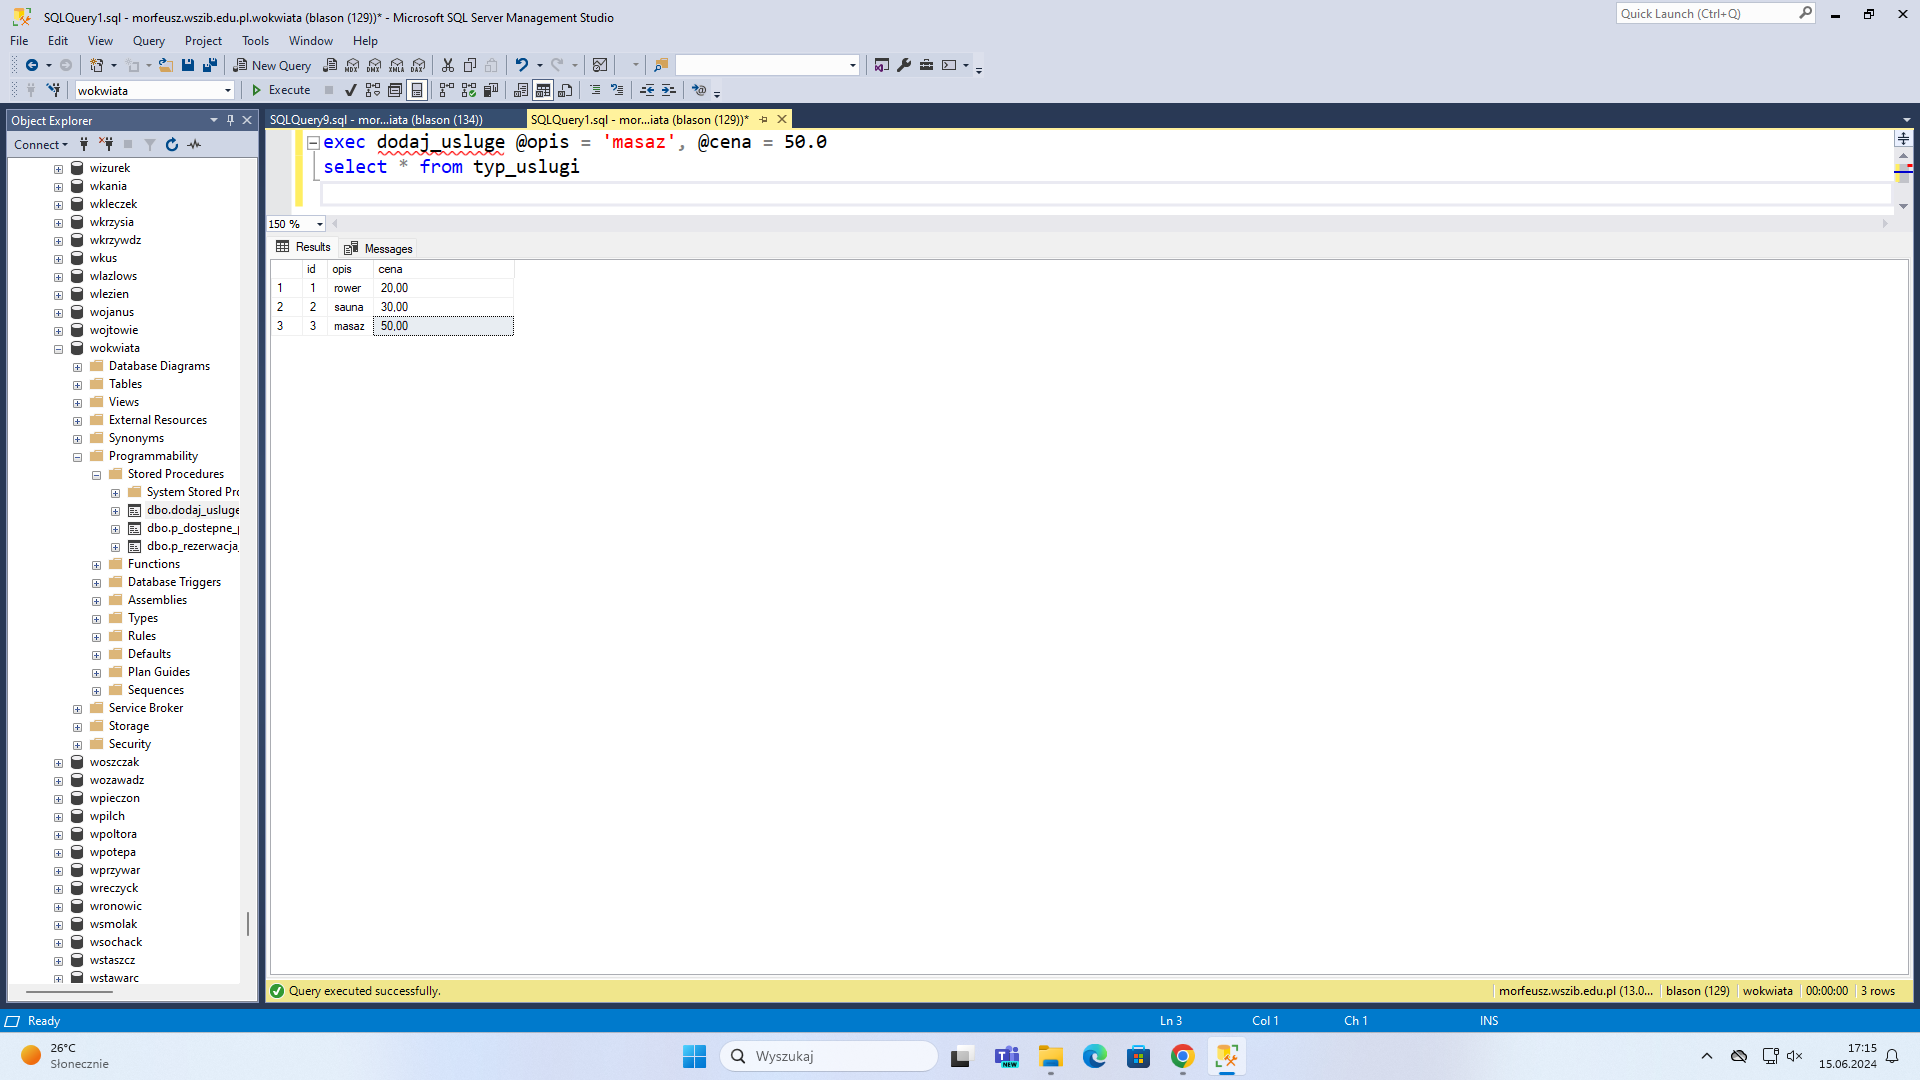 SQLQuery1.sql - morfeusz.wszib.edu.pl.wokwiata (blason (129))* - Microsoft SQL Server Management Studio
Quick Launch (Ctrl+Q)
File Edit View Query Project Tools Window Help
New Query
MDX DMX XMLA DAX
wokwiata
Execute
Object Explorer
SQLQuery9.sql - mor...iata (blason (134))
SQLQuery1.sql - mor...iata (blason (129))*
Connect
wizurek
wkania
wkleczek
wkrzysia
wkrzywdz
wkus
wlazlows
wlezien
wojanus
wojtowie
wokwiata
Database Diagrams
Tables
Views
External Resources
Synonyms
Programmability
Stored Procedures
System Stored Pro
dbo.dodaj_usluge
dbo.p_dostepne_p
dbo.p_rezerwacja_
Functions
Database Triggers
Assemblies
Types
Rules
Defaults
Plan Guides
Sequences
Service Broker
Storage
Security
woszczak
wozawadz
wpieczon
wpilch
wpoltora
wpotepa
wprzywar
wreczyck
wronowic
wsmolak
wsochack
wstaszcz
wstawarc
exec dodaj_usluge @opis = 'masaz', @cena = 50.0
select * from typ_uslugi
150 %
Results Messages
id opis cena
1 1 rower 20,00
2 2 sauna 30,00
3 3 masaz 50,00
Query executed successfully.
morfeusz.wszib.edu.pl (13.0... blason (129) wokwiata 00:00:00 3 rows
Ready
Ln 3 Col 1 Ch 1 INS
26°C
Słonecznie
Wyszukaj
NEW
17:15
15.06.2024